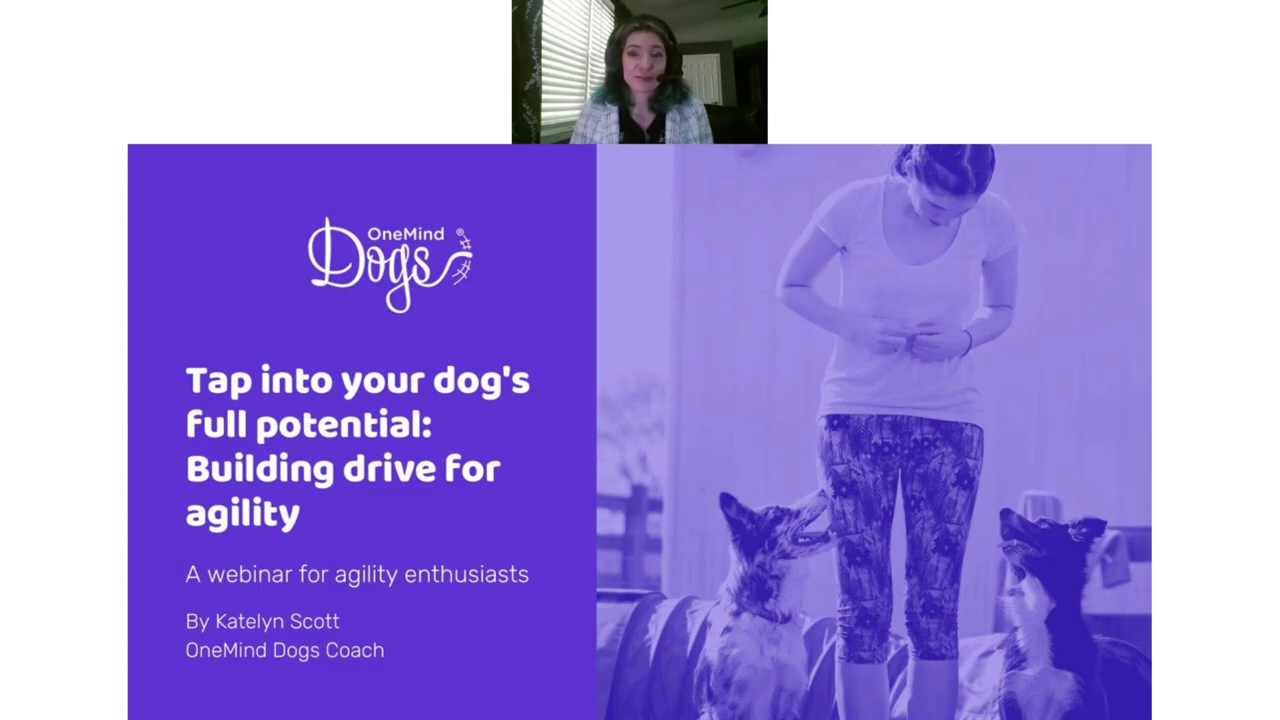 OneMind ®
Dogs
Tap into your dog's
full potential:
Building drive for
agility
A webinar for agility enthusiasts
By Katelyn Scott
OneMind Dogs Coach